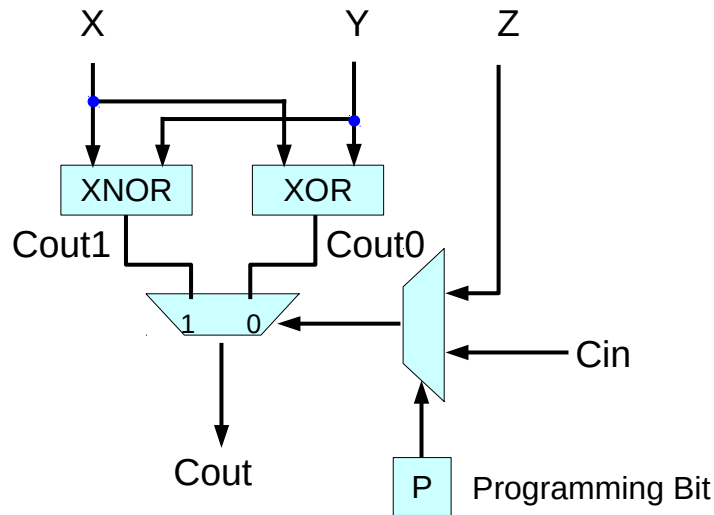 X Y Z
XNOR XOR
Cout1 Cout0
1 0
Cin
Cout
P Programming Bit